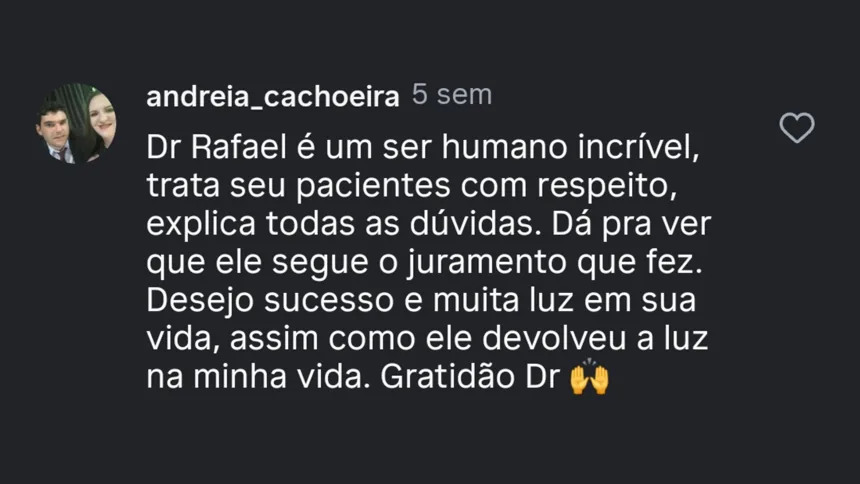 andreia_cachoeira 5 sem
Dr Rafael é um ser humano incrível,
trata seu pacientes com respeito,
explica todas as dúvidas. Dá pra ver
que ele segue o juramento que fez.
Desejo sucesso e muita luz em sua
vida, assim como ele devolveu a luz
na minha vida. Gratidão Dr 🙌